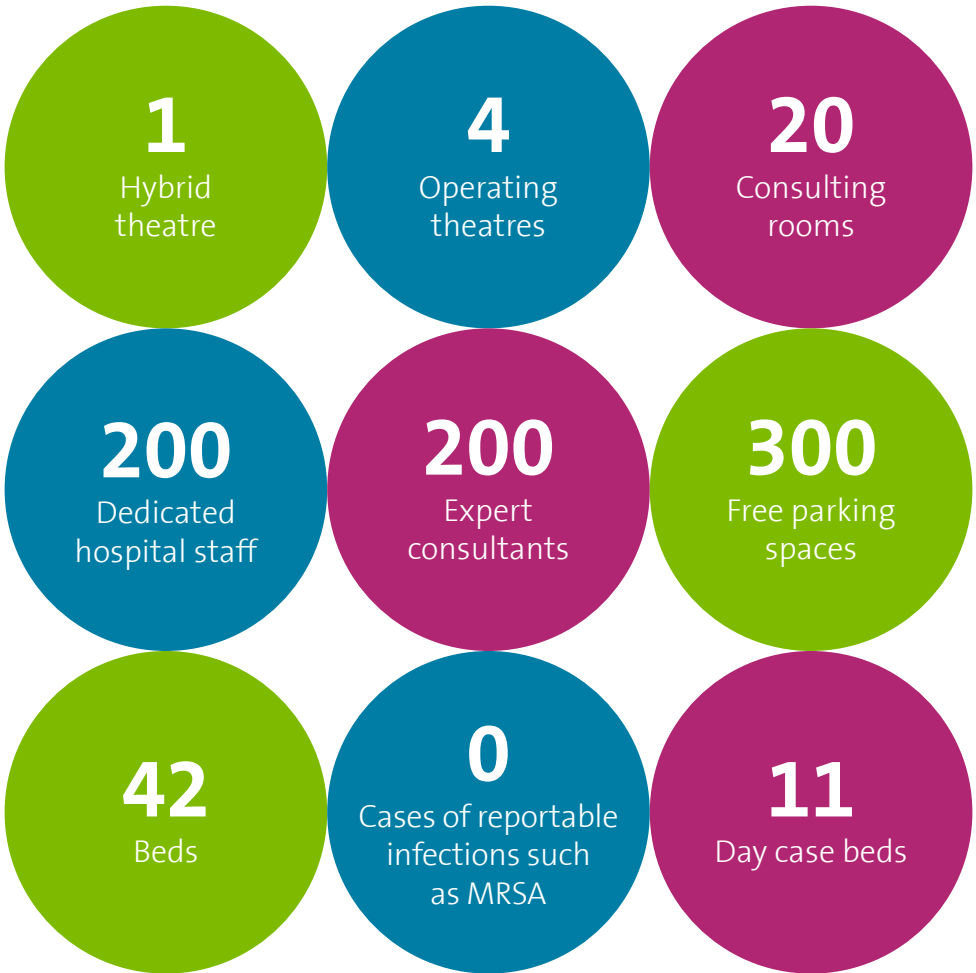 1
Hybrid
theatre
4
Operating
theatres
20
Consulting
rooms
200
Dedicated
hospital staff
200
Expert
consultants
300
Free parking
spaces
42
Beds
0
Cases of reportable
infections such
as MRSA
11
Day case beds